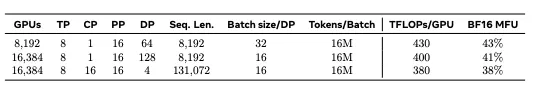 GPUs TP CP PP DP Seq. Len. Batch size/DP Tokens/Batch TFLOPs/GPU BF16 MFU
8,192 8 1 16 64 8,192 32 16M 430 43%
16,384 8 1 16 128 8,192 16 16M 400 41%
16,384 8 16 16 4 131,072 16 16M 380 38%